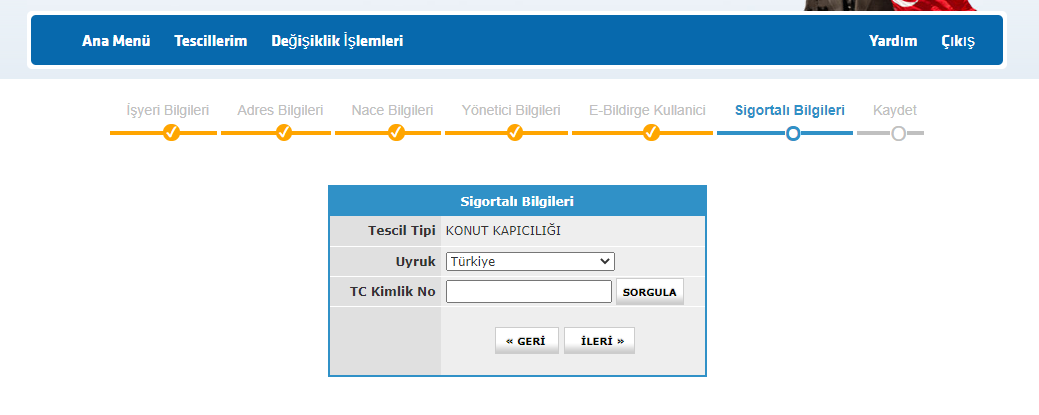 Ana Menü Tescillerim Değişiklik İşlemleri Yardım Çıkış
İşyeri Bilgileri Adres Bilgileri Nace Bilgileri Yönetici Bilgileri E-Bildirge Kullanici Sigortalı Bilgileri Kaydet
Sigortalı Bilgileri
Tescil Tipi KONUT KAPICILIĞI
Uyruk Türkiye
TC Kimlik No SORGULA
« GERİ İLERİ »